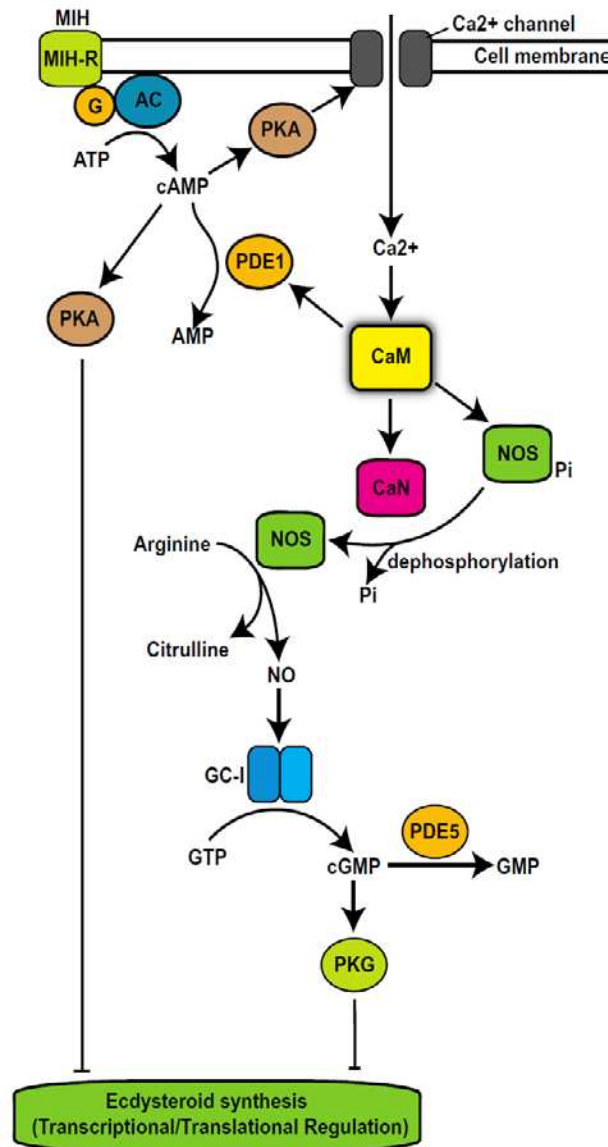 MIH
Ca2+ channel
MIH-R
Cell membrane
G
AC
PKA
ATP
cAMP
Ca2+
PDE1
PKA
AMP
CaM
NOS
Pi
CaN
NOS
Arginine
dephosphorylation
Pi
Citrulline
NO
GC-I
PDE5
GTP
cGMP
GMP
PKG
Ecdysteroid synthesis
(Transcriptional/Translational Regulation)